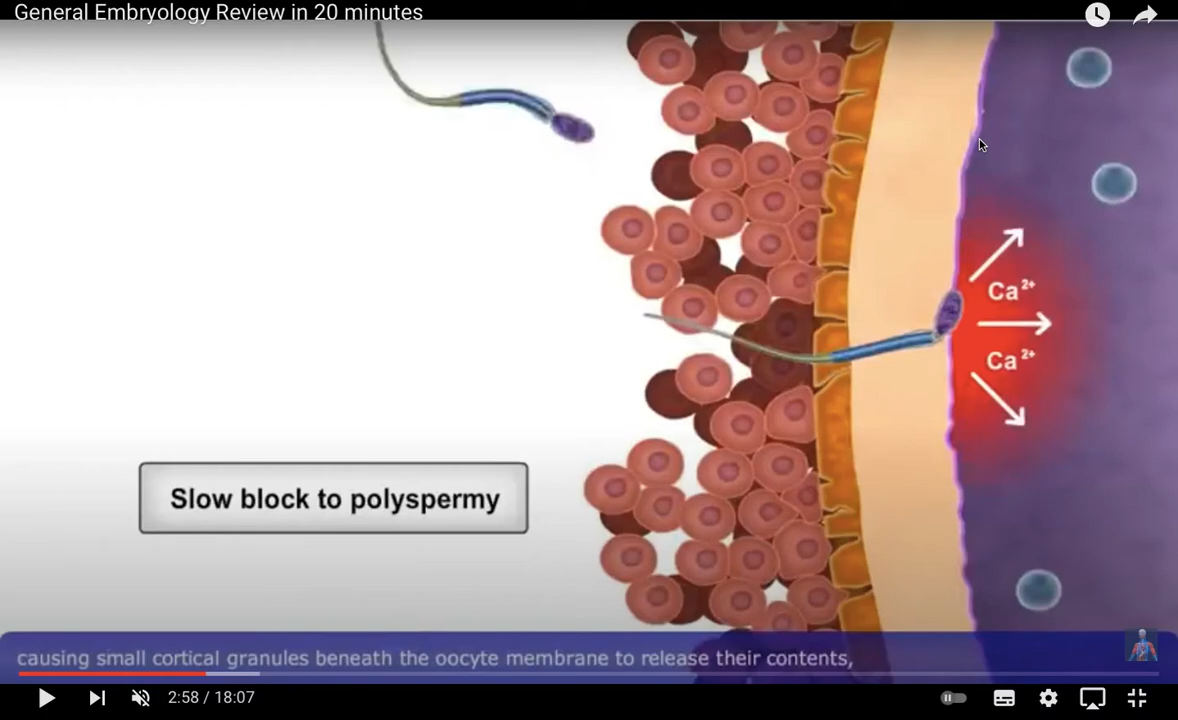 General Embryology Review in 20 minutes
Ca²⁺
Ca²⁺
Slow block to polyspermy
causing small cortical granules beneath the oocyte membrane to release their contents,
2:58 / 18:07